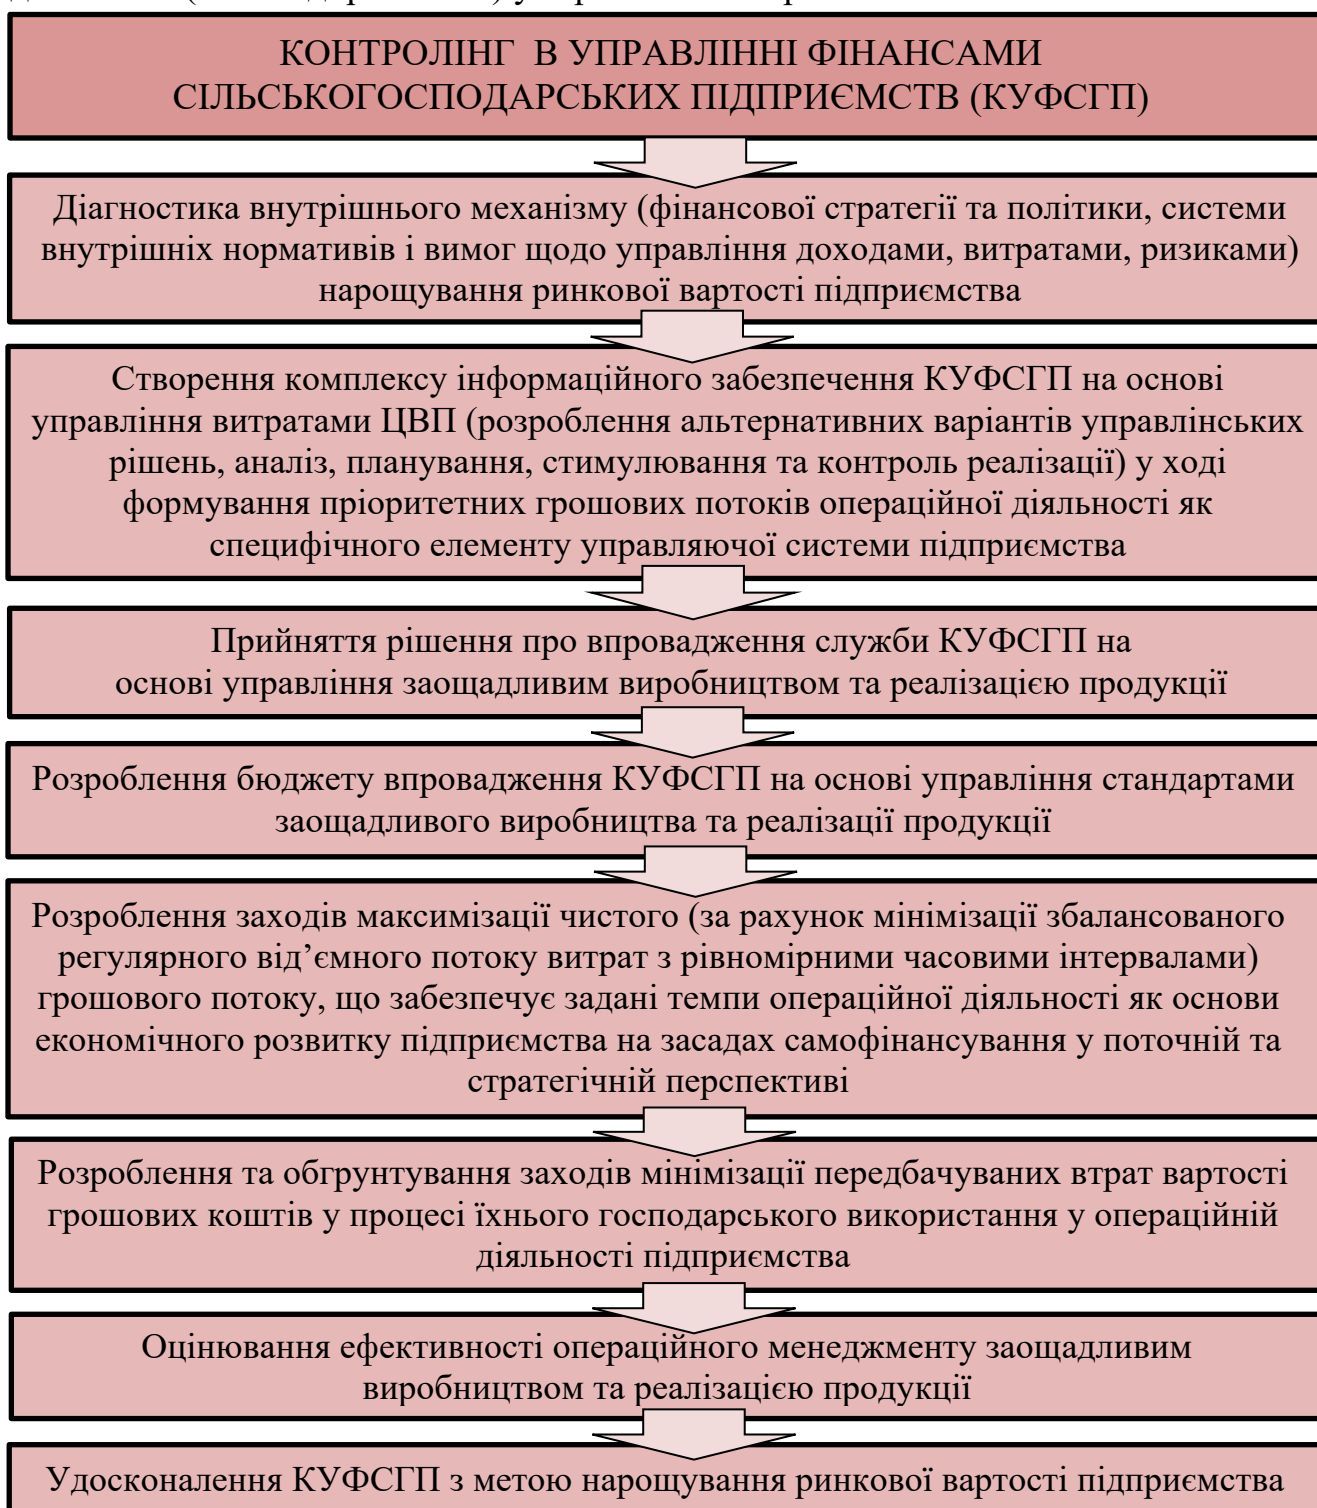 КОНТРОЛІНГ В УПРАВЛІННІ ФІНАНСАМИ
СІЛЬСЬКОГОСПОДАРСЬКИХ ПІДПРИЄМСТВ (КУФСГП)
Діагностика внутрішнього механізму (фінансової стратегії та політики, системи
внутрішніх нормативів і вимог щодо управління доходами, витратами, ризиками)
нарощування ринкової вартості підприємства
Створення комплексу інформаційного забезпечення КУФСГП на основі
управління витратами ЦВП (розроблення альтернативних варіантів управлінських
рішень, аналіз, планування, стимулювання та контроль реалізації) у ході
формування пріоритетних грошових потоків операційної діяльності як
специфічного елементу управляючої системи підприємства
Прийняття рішення про впровадження служби КУФСГП на
основі управління заощадливим виробництвом та реалізацією продукції
Розроблення бюджету впровадження КУФСГП на основі управління стандартами
заощадливого виробництва та реалізації продукції
Розроблення заходів максимізації чистого (за рахунок мінімізації збалансованого
регулярного від’ємного потоку витрат з рівномірними часовими інтервалами)
грошового потоку, що забезпечує задані темпи операційної діяльності як основи
економічного розвитку підприємства на засадах самофінансування у поточній та
стратегічній перспективі
Розроблення та обгрунтування заходів мінімізації передбачуваних втрат вартості
грошових коштів у процесі їхнього господарського використання у операційній
діяльності підприємства
Оцінювання ефективності операційного менеджменту заощадливим
виробництвом та реалізацією продукції
Удосконалення КУФСГП з метою нарощування ринкової вартості підприємства